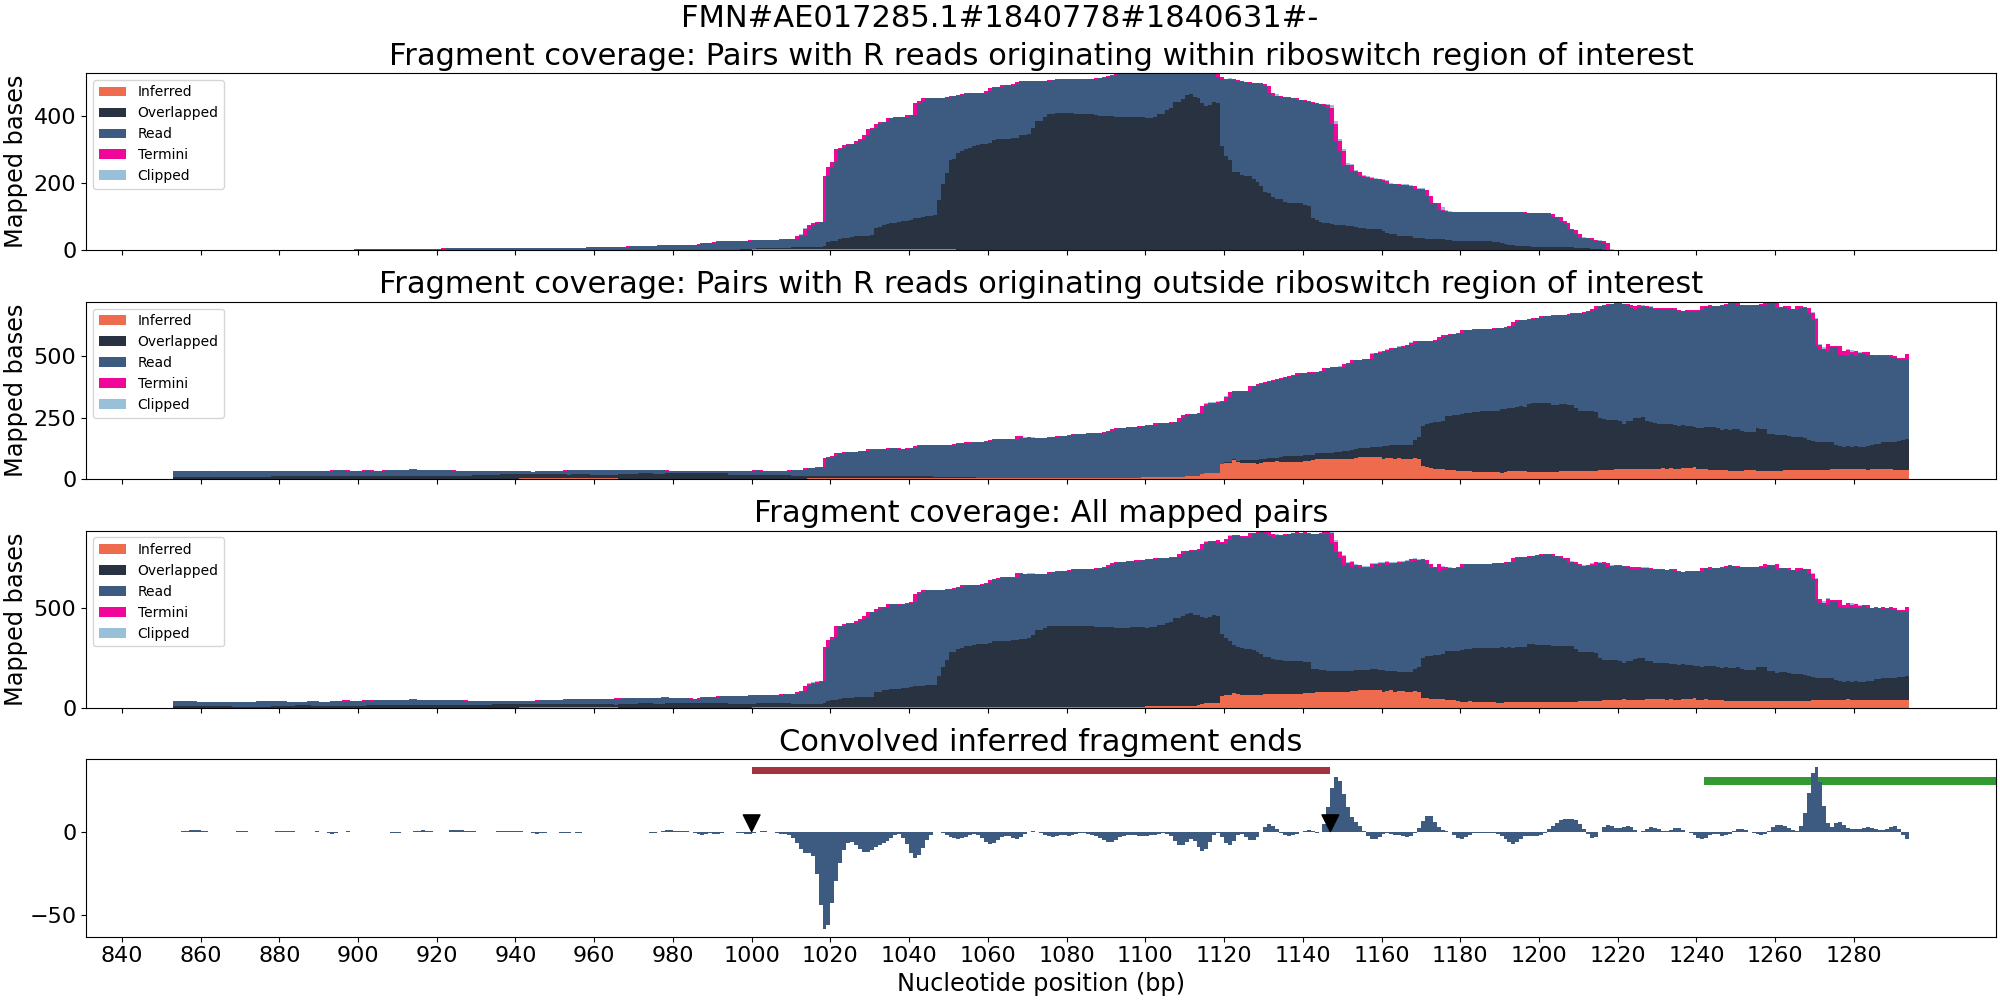 FMN#AE017285.1#1840778#1840631#-
Fragment coverage: Pairs with R reads originating within riboswitch region of interest
Mapped bases
400
200
0
Inferred
Overlapped
Read
Termini
Clipped
Fragment coverage: Pairs with R reads originating outside riboswitch region of interest
Mapped bases
500
250
0
Inferred
Overlapped
Read
Termini
Clipped
Fragment coverage: All mapped pairs
Mapped bases
500
0
Inferred
Overlapped
Read
Termini
Clipped
Convolved inferred fragment ends
0
−50
840 860 880 900 920 940 960 980 1000 1020 1040 1060 1080 1100 1120 1140 1160 1180 1200 1220 1240 1260 1280
Nucleotide position (bp)